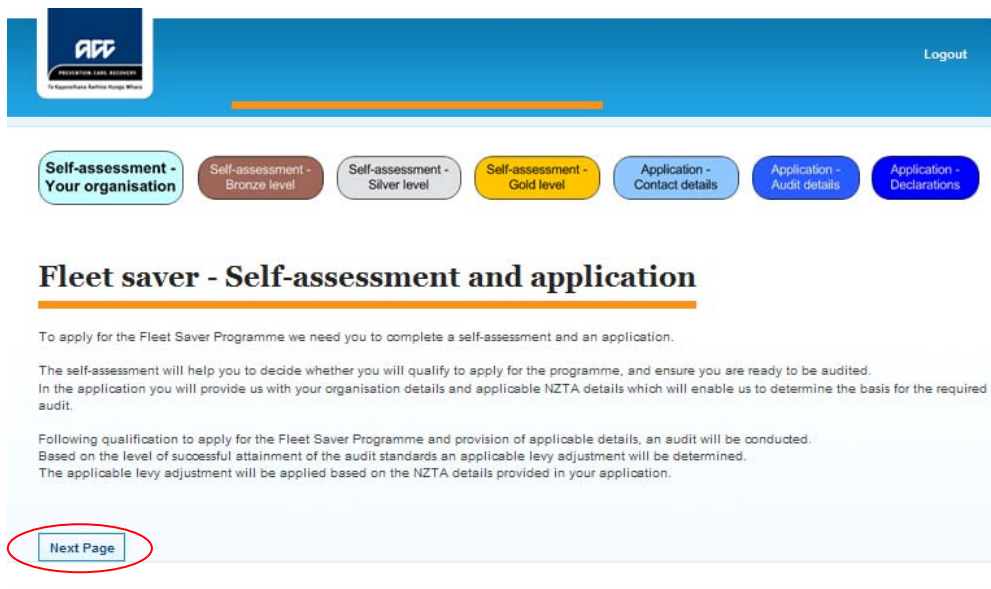 acc
PREVENTION. CARE. RECOVERY.
Te Kaporeihana Awhina Hunga Whara
Logout
Self-assessment -
Your organisation
Self-assessment -
Bronze level
Self-assessment -
Silver level
Self-assessment -
Gold level
Application -
Contact details
Application -
Audit details
Application -
Declarations
Fleet saver - Self-assessment and application
To apply for the Fleet Saver Programme we need you to complete a self-assessment and an application.
The self-assessment will help you to decide whether you will qualify to apply for the programme, and ensure you are ready to be audited.
In the application you will provide us with your organisation details and applicable NZTA details which will enable us to determine the basis for the required
audit.
Following qualification to apply for the Fleet Saver Programme and provision of applicable details, an audit will be conducted.
Based on the level of successful attainment of the audit standards an applicable levy adjustment will be determined.
The applicable levy adjustment will be applied based on the NZTA details provided in your application.
Next Page